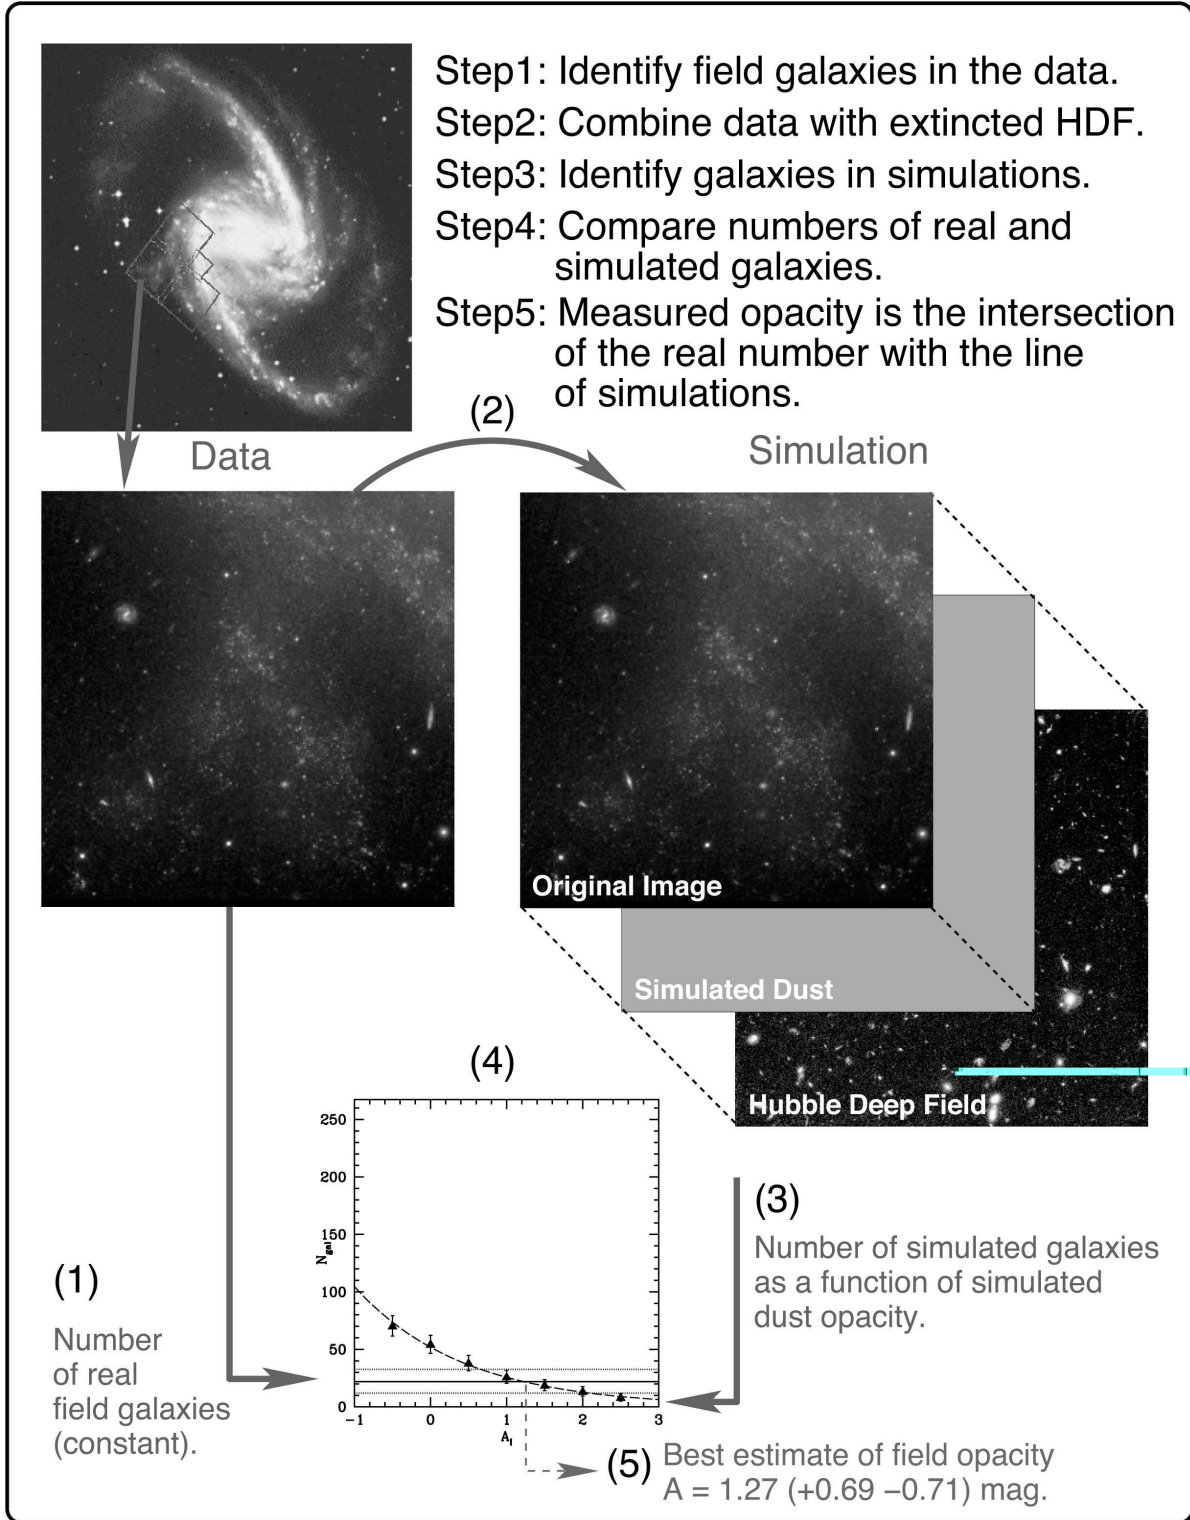 Step1: Identify field galaxies in the data.
Step2: Combine data with extincted HDF.
Step3: Identify galaxies in simulations.
Step4: Compare numbers of real and
simulated galaxies.
Step5: Measured opacity is the intersection
of the real number with the line
of simulations.
(2)
Data
Simulation
Original Image
Simulated Dust
Hubble Deep Field
(4)
250
200
150
100
50
0
N_gal
-1
0
1
2
3
A_I
(1)
Number
of real
field galaxies
(constant).
(3)
Number of simulated galaxies
as a function of simulated
dust opacity.
(5)
Best estimate of field opacity
A = 1.27 (+0.69 −0.71) mag.